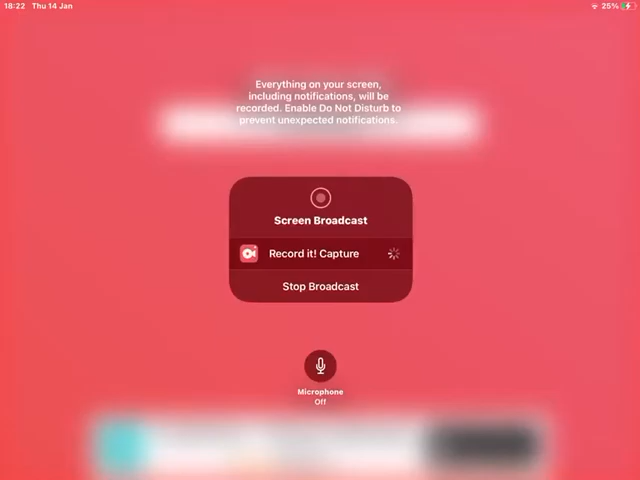 18:22 Thu 14 Jan 25%
Everything on your screen,
including notifications, will be
recorded. Enable Do Not Disturb to
prevent unexpected notifications.
Screen Broadcast
Record it! Capture
Stop Broadcast
Microphone
Off